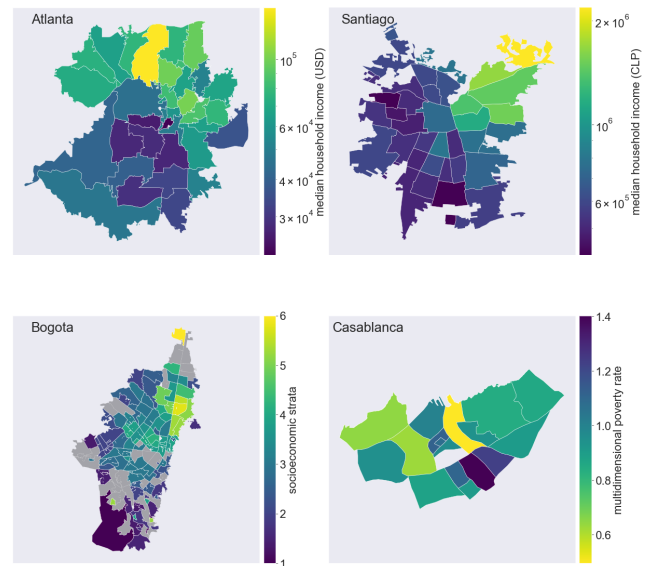 Atlanta
10^5
6 × 10^4
4 × 10^4
3 × 10^4
median household income (USD)
Santiago
2 × 10^6
10^6
6 × 10^5
median household income (CLP)
Bogota
6
5
4
3
2
1
socioeconomic strata
Casablanca
1.4
1.2
1.0
0.8
0.6
multidimensional poverty rate